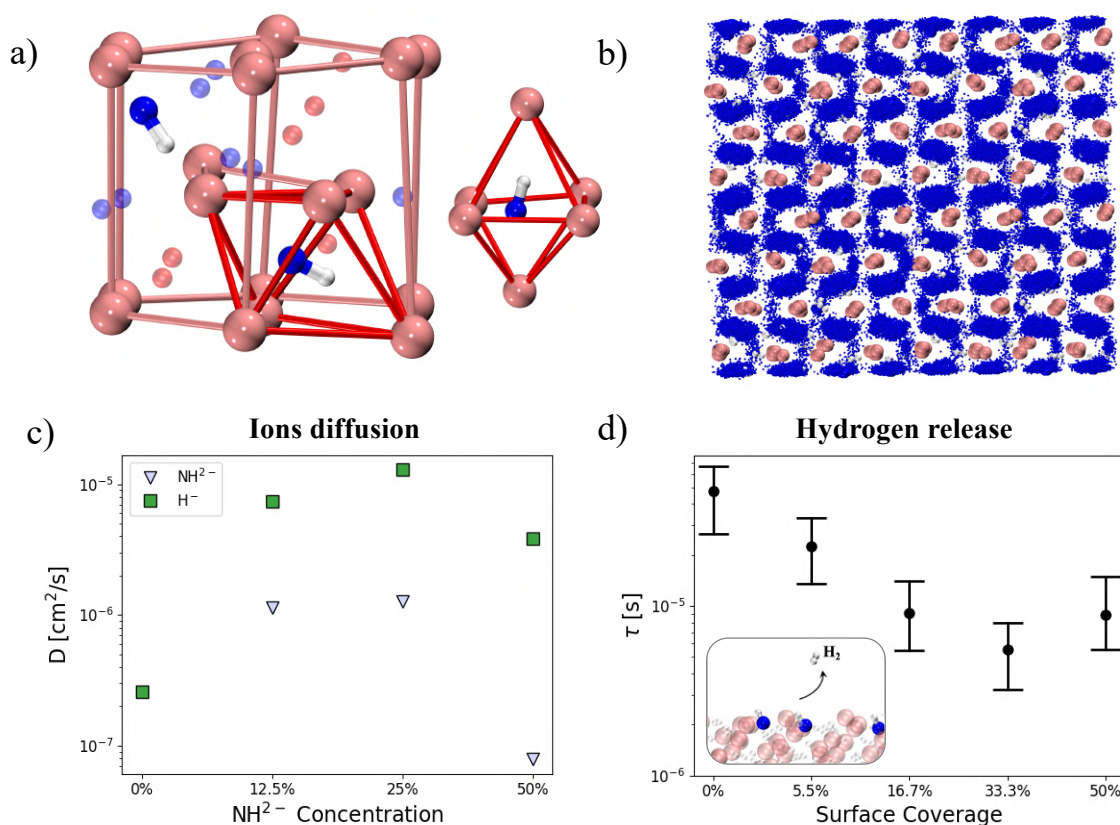 a)
b)
c)
Ions diffusion
NH²⁻
H⁻
D [cm²/s]
10⁻⁵
10⁻⁶
10⁻⁷
0%
12.5%
25%
50%
NH²⁻ Concentration
d)
Hydrogen release
τ [s]
10⁻⁵
10⁻⁶
H₂
0%
5.5%
16.7%
33.3%
50%
Surface Coverage